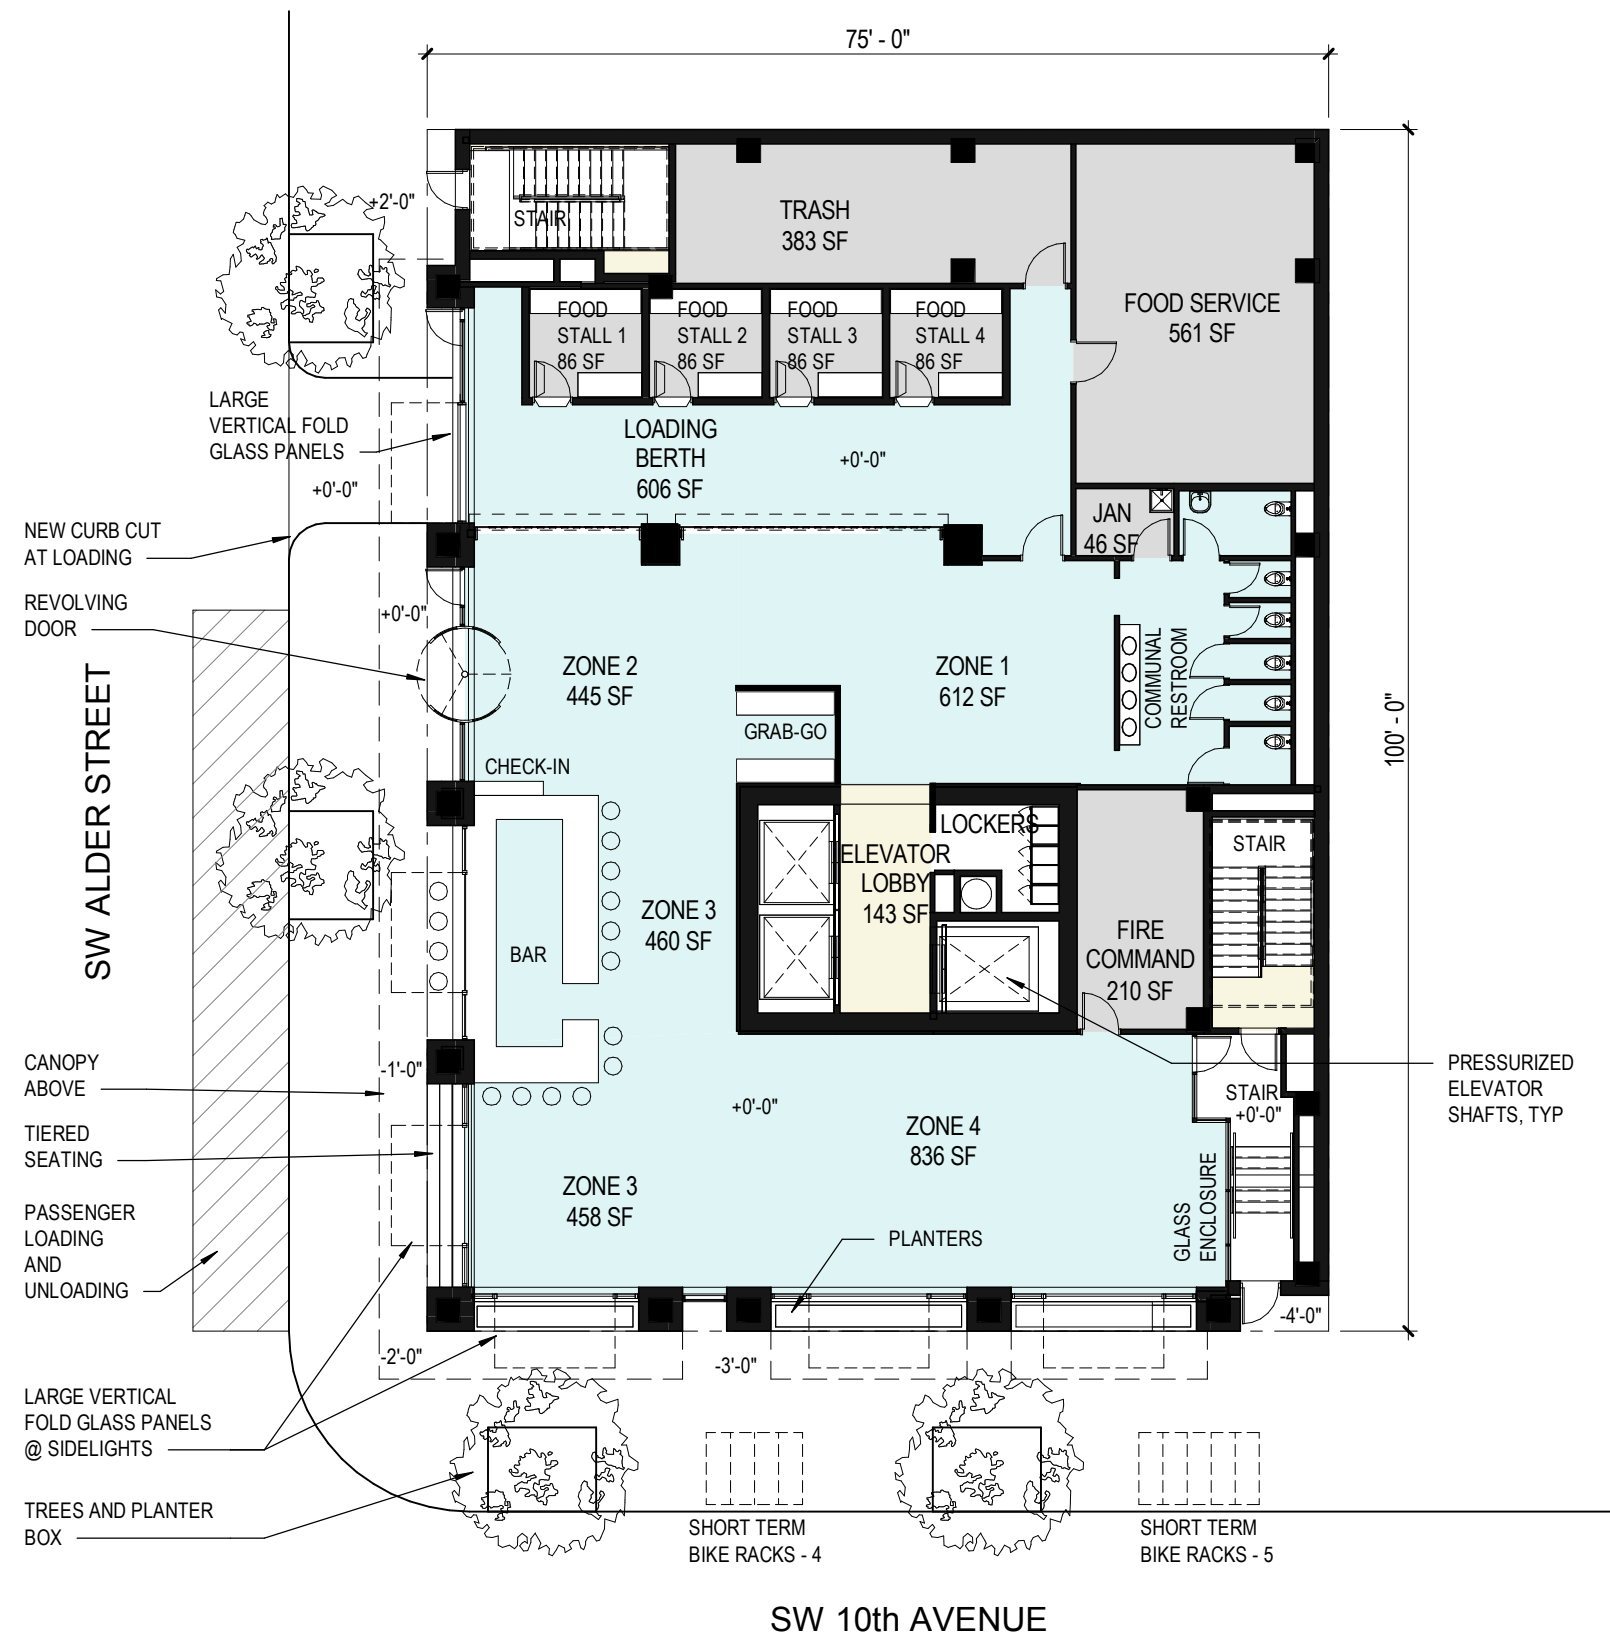 75' - 0"
+2'-0"
STAIR
TRASH
383 SF
FOOD SERVICE
561 SF
FOOD
STALL 1
86 SF
FOOD
STALL 2
86 SF
FOOD
STALL 3
86 SF
FOOD
STALL 4
86 SF
LARGE
VERTICAL FOLD
GLASS PANELS
LOADING
BERTH
606 SF
+0'-0"
+0'-0"
NEW CURB CUT
AT LOADING
JAN
46 SF
REVOLVING
DOOR
+0'-0"
ZONE 2
445 SF
ZONE 1
612 SF
COMMUNAL
RESTROOM
SW ALDER STREET
100' - 0"
GRAB-GO
CHECK-IN
LOCKERS
ELEVATOR
LOBBY
143 SF
STAIR
ZONE 3
460 SF
BAR
FIRE
COMMAND
210 SF
CANOPY
ABOVE
-1'-0"
PRESSURIZED
ELEVATOR
SHAFTS, TYP
STAIR
+0'-0"
+0'-0"
ZONE 4
836 SF
TIERED
SEATING
GLASS
ENCLOSURE
ZONE 3
458 SF
PASSENGER
LOADING
AND
UNLOADING
PLANTERS
-4'-0"
-2'-0"
-3'-0"
LARGE VERTICAL
FOLD GLASS PANELS
@ SIDELIGHTS
TREES AND PLANTER
BOX
SHORT TERM
BIKE RACKS - 4
SHORT TERM
BIKE RACKS - 5
SW 10th AVENUE